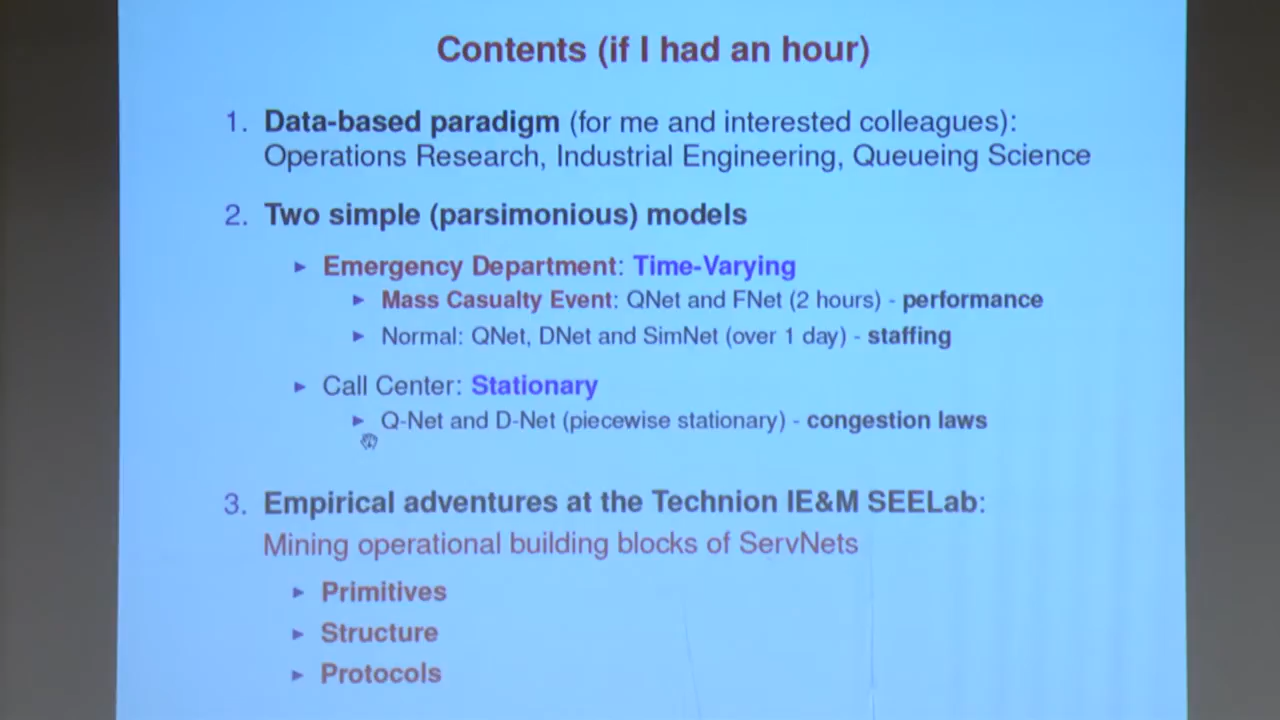 Contents (if I had an hour)
1. Data-based paradigm (for me and interested colleagues):
Operations Research, Industrial Engineering, Queueing Science
2. Two simple (parsimonious) models
► Emergency Department: Time-Varying
► Mass Casualty Event: QNet and FNet (2 hours) - performance
► Normal: QNet, DNet and SimNet (over 1 day) - staffing
► Call Center: Stationary
► Q-Net and D-Net (piecewise stationary) - congestion laws
3. Empirical adventures at the Technion IE&M SEELab:
Mining operational building blocks of ServNets
► Primitives
► Structure
► Protocols